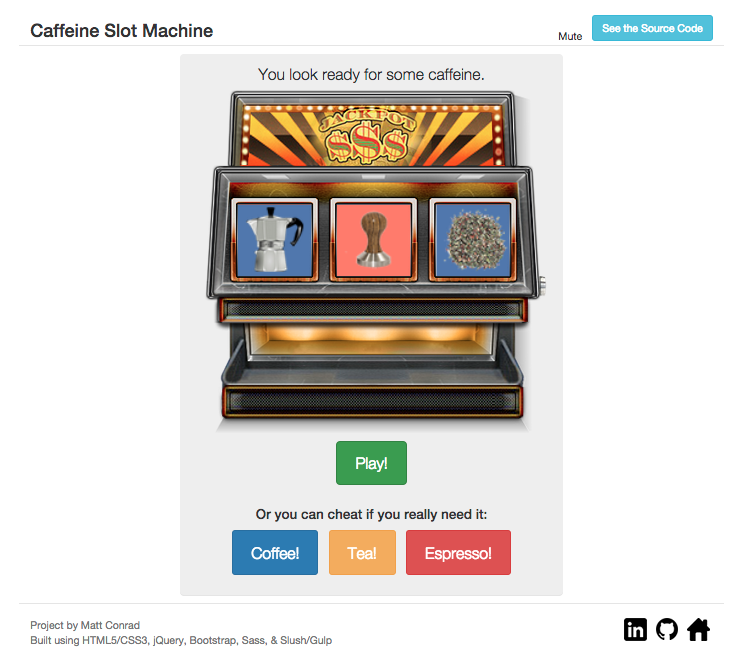 Caffeine Slot Machine
Mute
See the Source Code
You look ready for some caffeine.
JACKPOT
$$$
Play!
Or you can cheat if you really need it:
Coffee!
Tea!
Espresso!
Project by Matt Conrad
Built using HTML5/CSS3, jQuery, Bootstrap, Sass, & Slush/Gulp
in